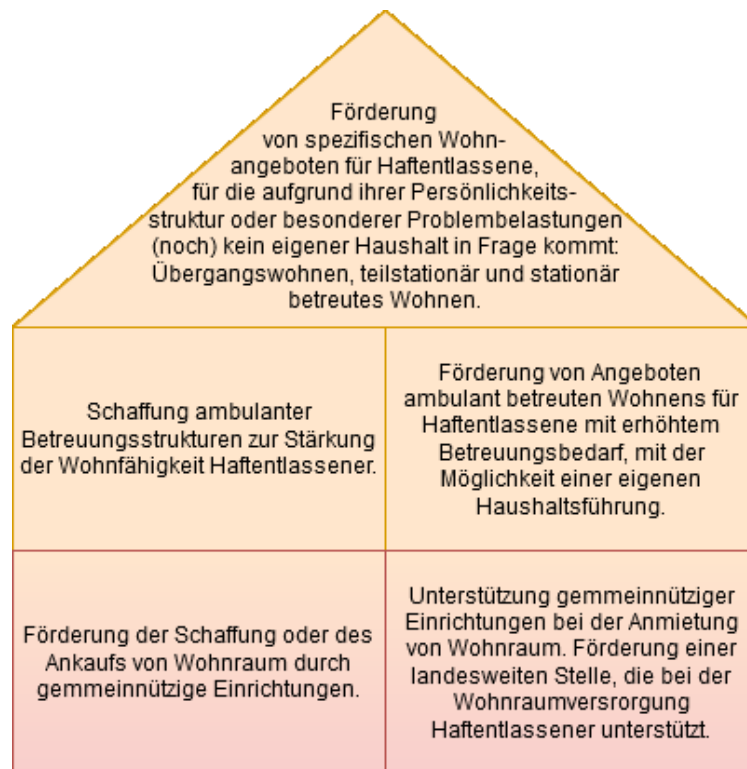 Förderung
von spezifischen Wohn-
angeboten für Haftentlassene,
für die aufgrund ihrer Persönlichkeits-
struktur oder besonderer Problembelastungen
(noch) kein eigener Haushalt in Frage kommt:
Übergangswohnen, teilstationär und stationär
betreutes Wohnen.
Schaffung ambulanter
Betreuungsstrukturen zur Stärkung
der Wohnfähigkeit Haftentlassener.
Förderung von Angeboten
ambulant betreuten Wohnens für
Haftentlassene mit erhöhtem
Betreuungsbedarf, mit der
Möglichkeit einer eigenen
Haushaltsführung.
Förderung der Schaffung oder des
Ankaufs von Wohnraum durch
gemmeinnützige Einrichtungen.
Unterstützung gemmeinnütziger
Einrichtungen bei der Anmietung
von Wohnraum. Förderung einer
landesweiten Stelle, die bei der
Wohnraumversorgung
Haftentlassener unterstützt.